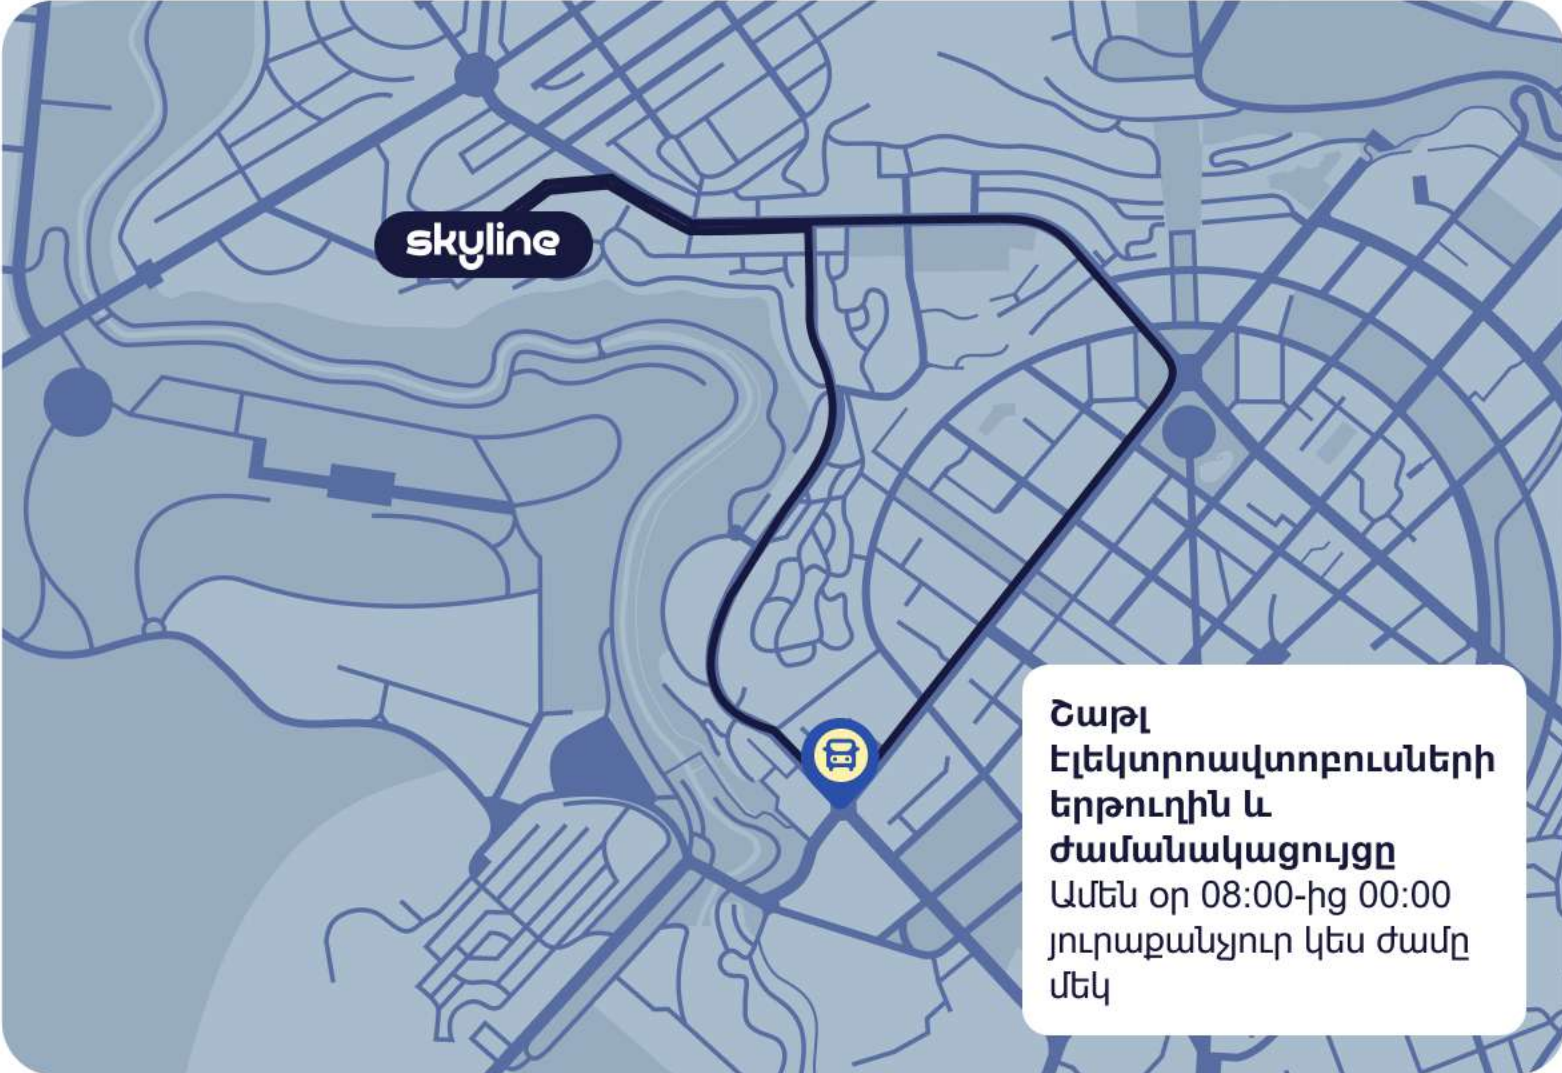 skyline
Շաթլ
էլեկտրոավտոբուսների
երթուղին և
ժամանակացույցը
Ամեն օր 08:00-ից 00:00
յուրաքանչյուր կես ժամը
մեկ